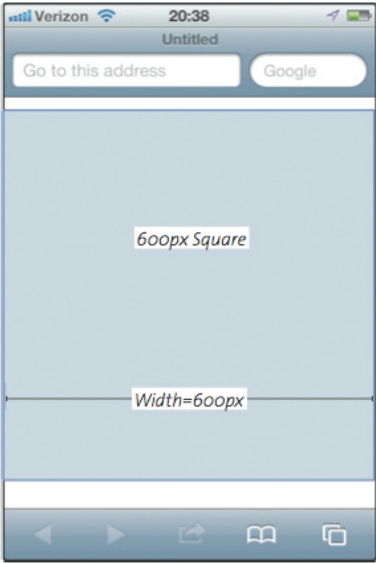 Verizon 20:38
Untitled
Go to this address Google
600px Square
Width=600px